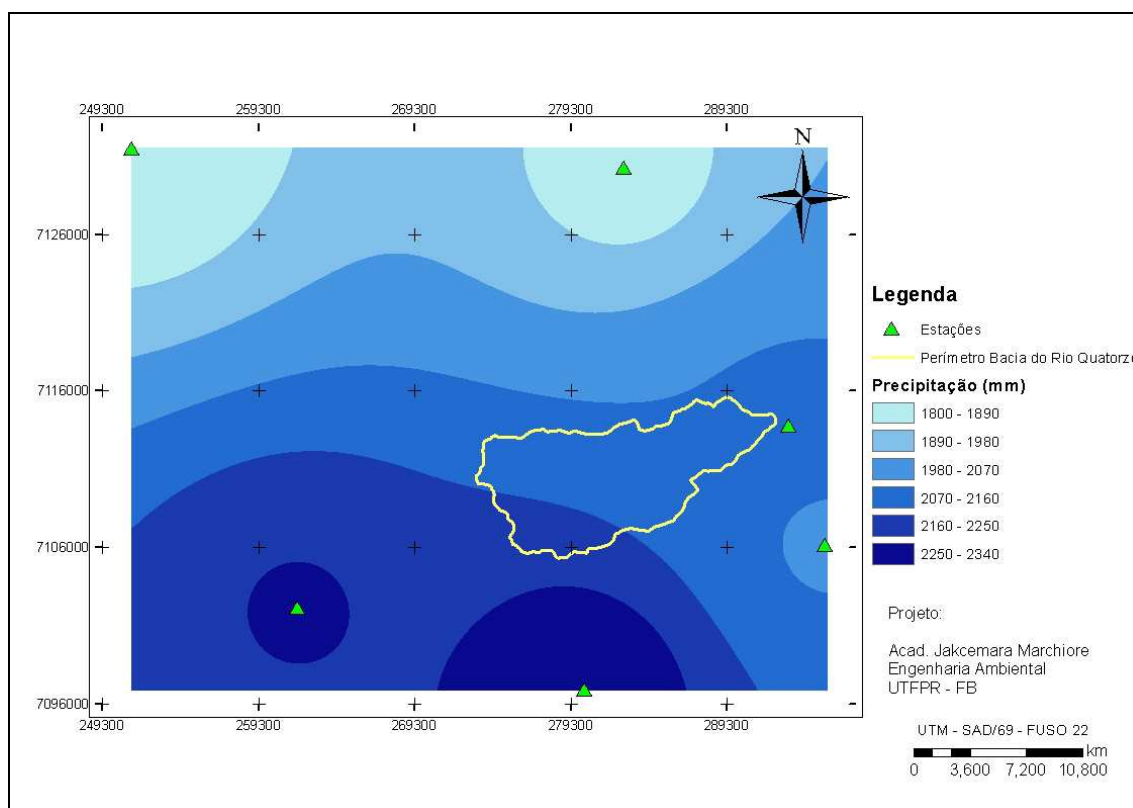 249300 259300 269300 279300 289300
N
7126000
7116000
7106000
7096000
249300 259300 269300 279300 289300
Legenda
Estações
Perímetro Bacia do Rio Quatorze
Precipitação (mm)
1800 - 1890
1890 - 1980
1980 - 2070
2070 - 2160
2160 - 2250
2250 - 2340
Projeto:
Acad. Jakcemara Marchiore
Engenharia Ambiental
UTFPR - FB
UTM - SAD/69 - FUSO 22
km
0 3,600 7,200 10,800